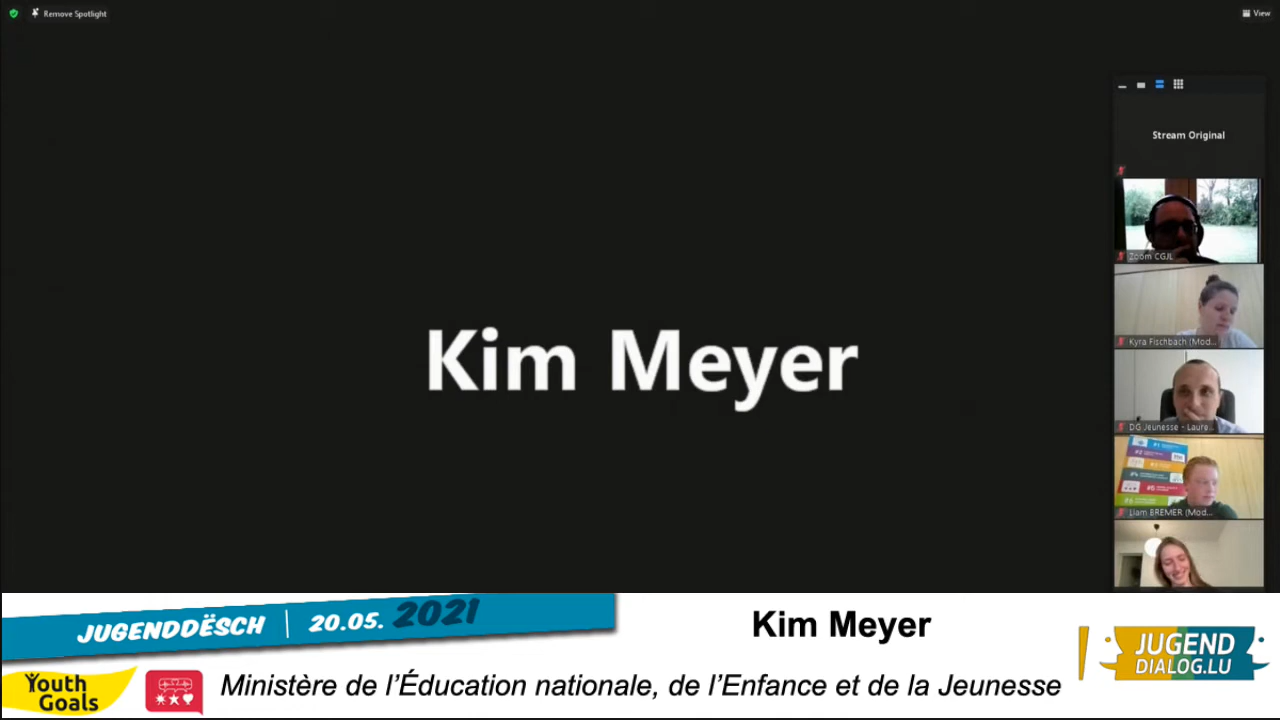 Remove Spotlight
View
Stream Original
Kim Meyer
Zoom CGJL
Kyra Fischbach (Mod...
DG Jeunesse - Laure...
#1
#2
Liam BREMER (Mod...
JUGENDDËSCH | 20.05. 2021
Kim Meyer
JUGEND
DIALOG.LU
Youth
Goals
Ministère de l’Éducation nationale, de l’Enfance et de la Jeunesse